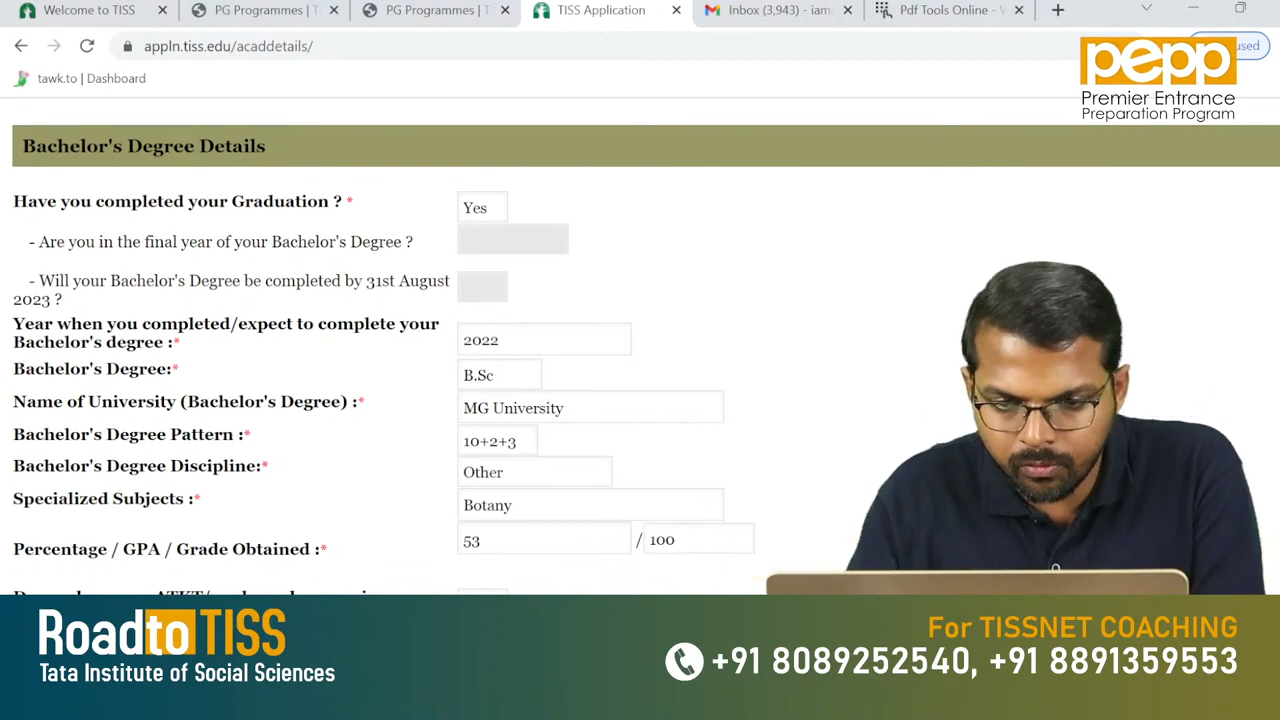 Welcome to TISS
PG Programmes | T
PG Programmes | T
TISS Application
Inbox (3,943) - iam
Pdf Tools Online -
appln.tiss.edu/acaddetails/
tawk.to | Dashboard
pepp
Premier Entrance
Preparation Program
Bachelor's Degree Details
Have you completed your Graduation ? *
Yes
- Are you in the final year of your Bachelor's Degree ?
- Will your Bachelor's Degree be completed by 31st August
2023 ?
Year when you completed/expect to complete your
Bachelor's degree :*
2022
Bachelor's Degree:*
B.Sc
Name of University (Bachelor's Degree) :*
MG University
Bachelor's Degree Pattern :*
10+2+3
Bachelor's Degree Discipline:*
Other
Specialized Subjects :*
Botany
Percentage / GPA / Grade Obtained :*
53 / 100
Road to TISS
Tata Institute of Social Sciences
For TISSNET COACHING
+91 8089252540, +91 8891359553